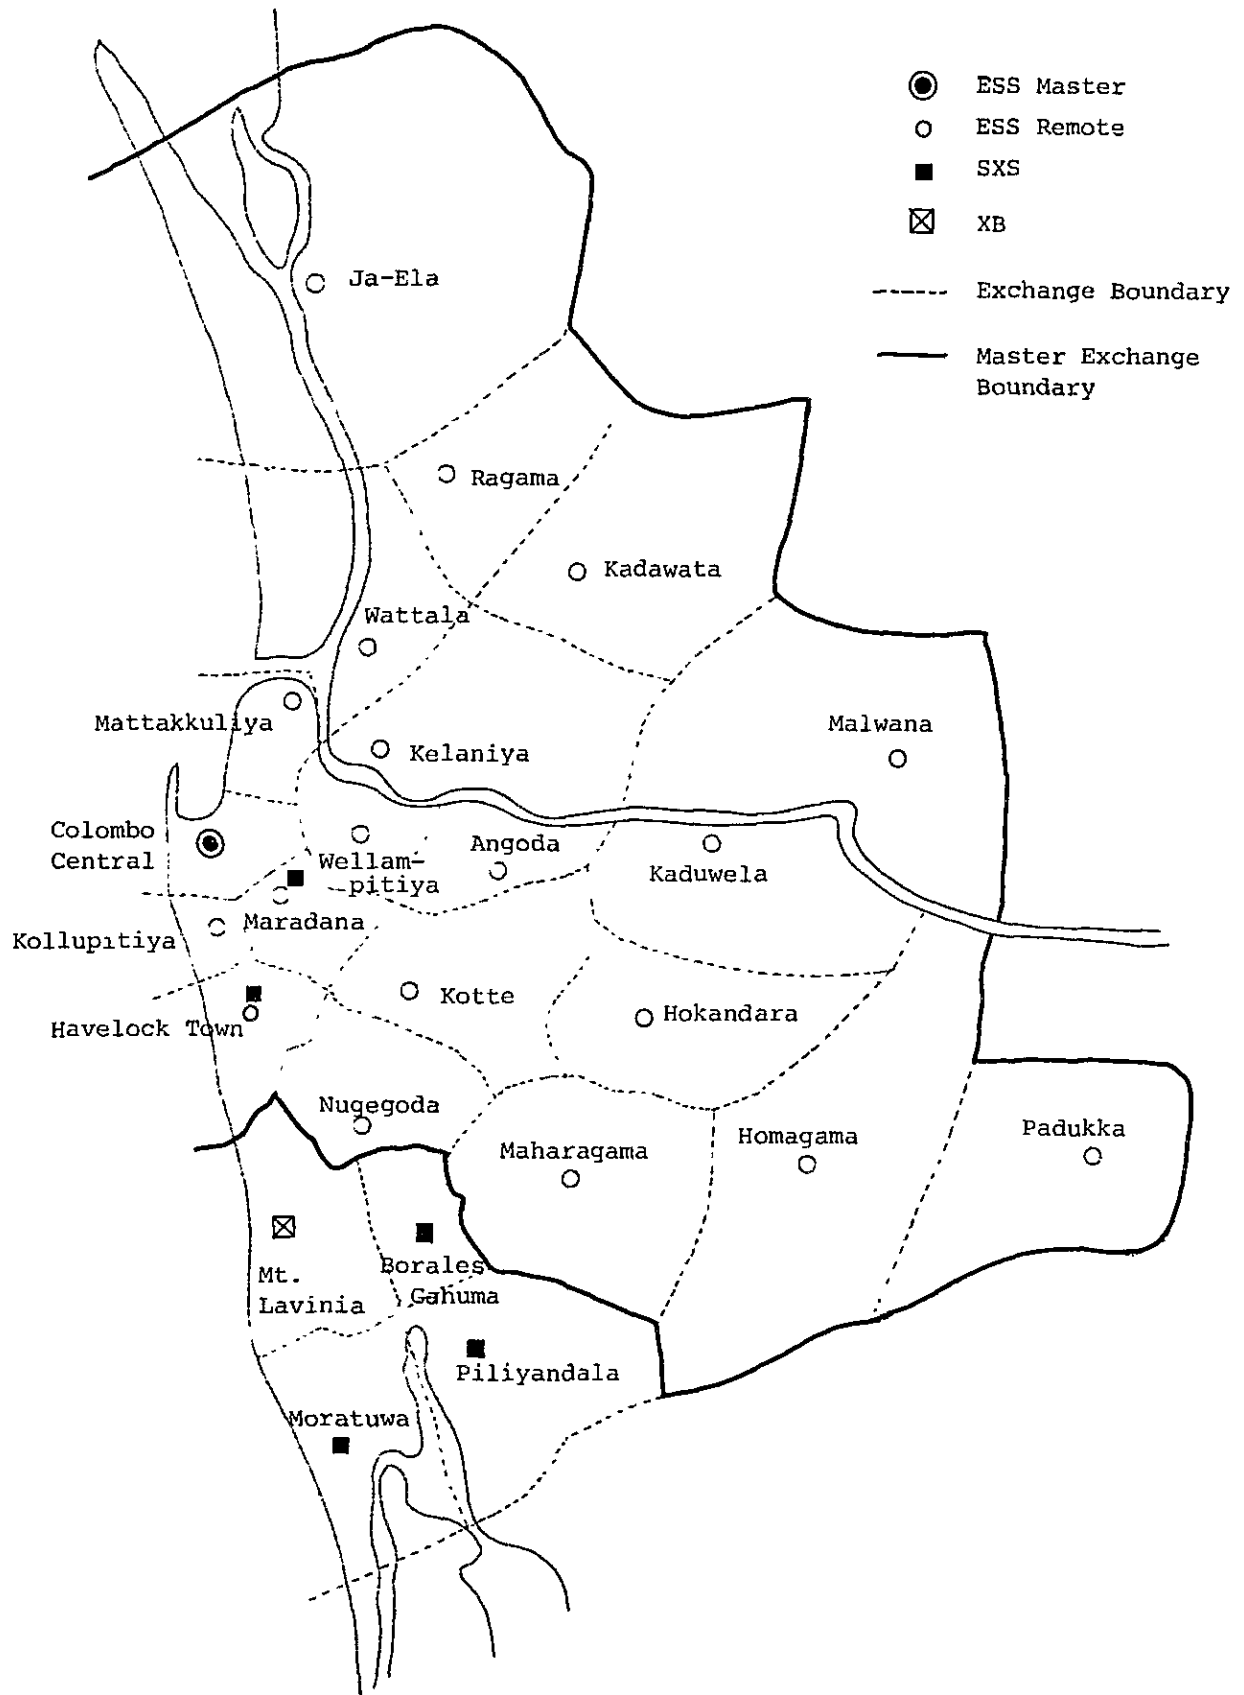 ESS Master
ESS Remote
SXS
XB
Exchange Boundary
Master Exchange
Boundary
Ja-Ela
Ragama
Kadawata
Wattala
Mattakkuliya
Malwana
Kelaniya
Colombo
Central
Wellam-
pitiya
Angoda
Kaduwela
Maradana
Kollupitiya
Kotte
Hokandara
Havelock Town
Nugegoda
Maharagama
Homagama
Padukka
Mt.
Lavinia
Borales
Gahuma
Piliyandala
Moratuwa